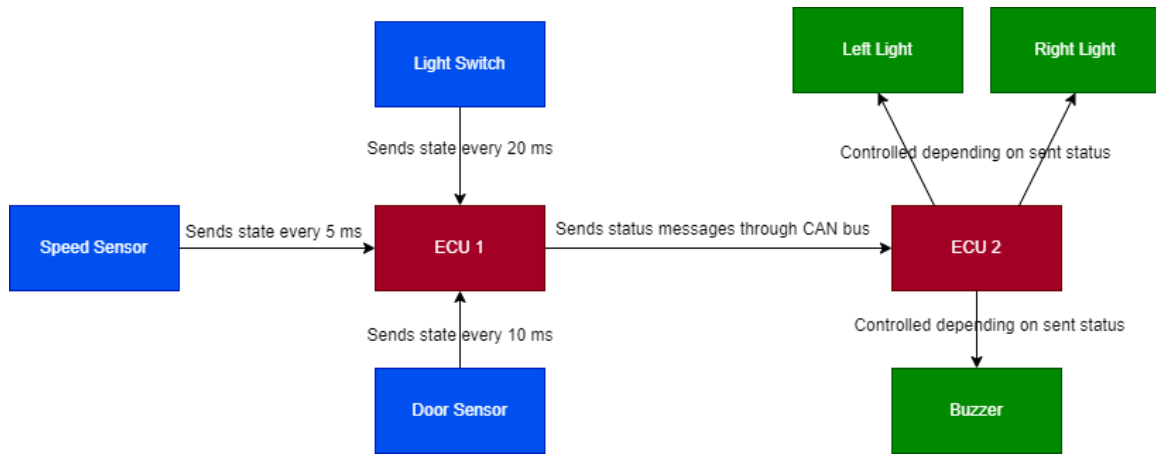 Left Light
Right Light
Light Switch
Sends state every 20 ms
Controlled depending on sent status
Speed Sensor
Sends state every 5 ms
ECU 1
Sends status messages through CAN bus
ECU 2
Sends state every 10 ms
Controlled depending on sent status
Door Sensor
Buzzer